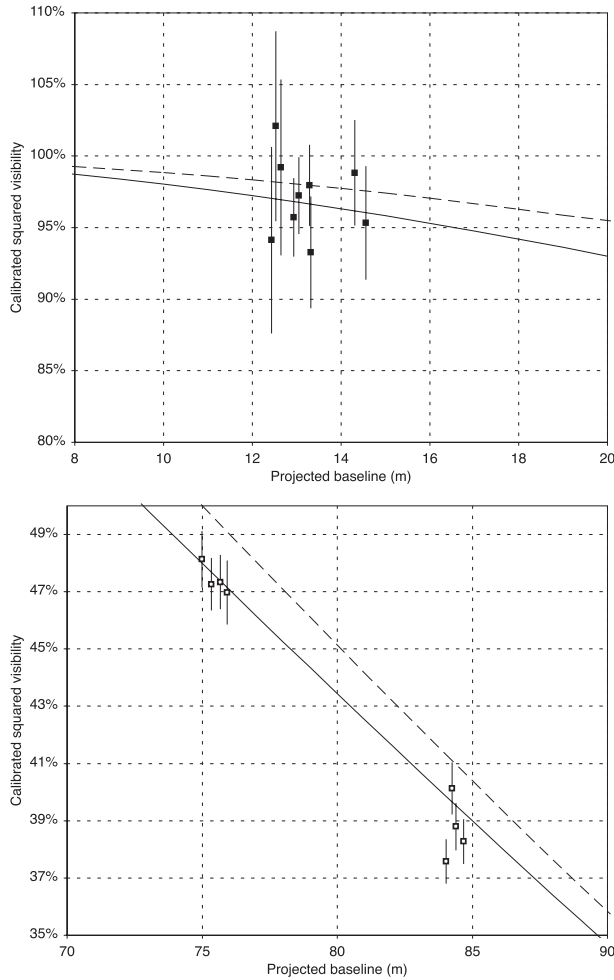 110%
105%
100%
95%
90%
85%
80%
Calibrated squared visibility
8 10 12 14 16 18 20
Projected baseline (m)
49%
47%
45%
43%
41%
39%
37%
35%
Calibrated squared visibility
70 75 80 85 90
Projected baseline (m)